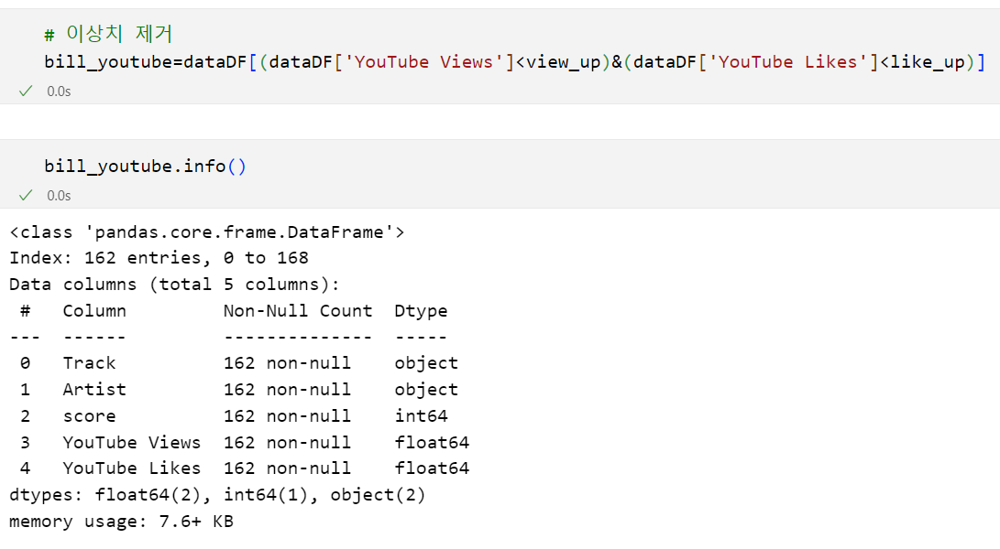 # 이상치 제거
bill_youtube=dataDF[(dataDF['YouTube Views']<view_up)&(dataDF['YouTube Likes']<like_up)]
0.0s
bill_youtube.info()
0.0s
<class 'pandas.core.frame.DataFrame'>
Index: 162 entries, 0 to 168
Data columns (total 5 columns):
 #   Column         Non-Null Count  Dtype
---  ------         --------------  -----
 0   Track          162 non-null    object
 1   Artist         162 non-null    object
 2   score          162 non-null    int64
 3   YouTube Views  162 non-null    float64
 4   YouTube Likes  162 non-null    float64
dtypes: float64(2), int64(1), object(2)
memory usage: 7.6+ KB